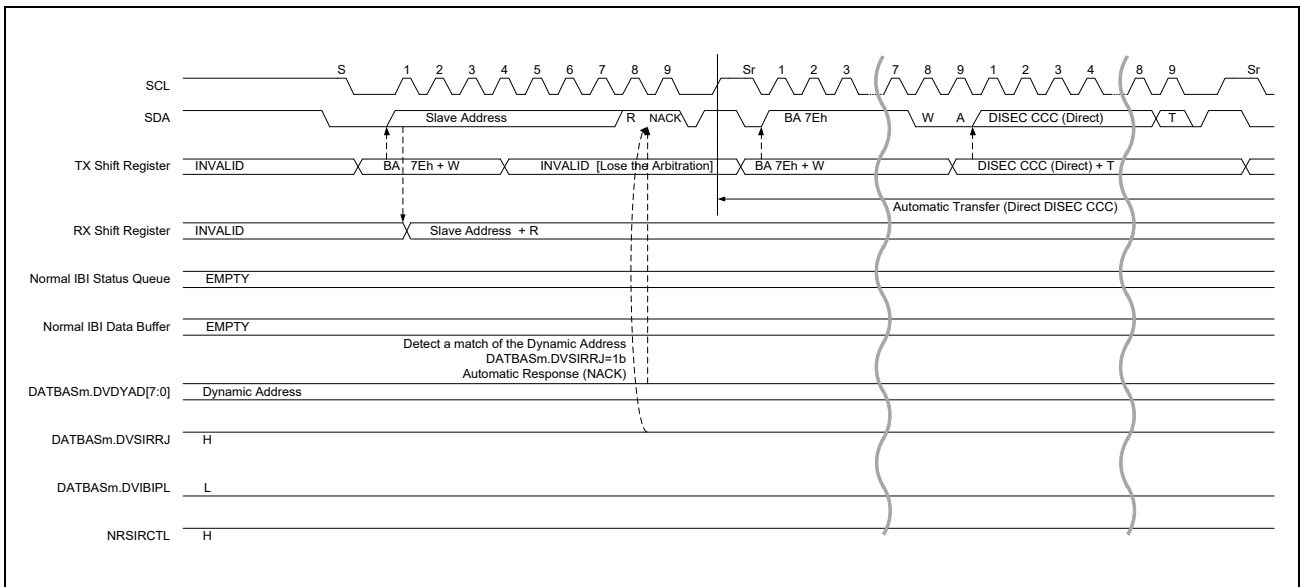 S 1 2 3 4 5 6 7 8 9 Sr 1 2 3 7 8 9 1 2 3 4 8 9 Sr
SCL
SDA Slave Address R NACK BA 7Eh W A DISEC CCC (Direct) T
TX Shift Register INVALID BA 7Eh + W INVALID [Lose the Arbitration] BA 7Eh + W DISEC CCC (Direct) + T
Automatic Transfer (Direct DISEC CCC)
RX Shift Register INVALID Slave Address + R
Normal IBI Status Queue EMPTY
Normal IBI Data Buffer EMPTY
Detect a match of the Dynamic Address
DATBASm.DVSIRRJ=1b
Automatic Response (NACK)
DATBASm.DVDYAD[7:0] Dynamic Address
DATBASm.DVSIRRJ H
DATBASm.DVIBIPL L
NRSIRCTL H